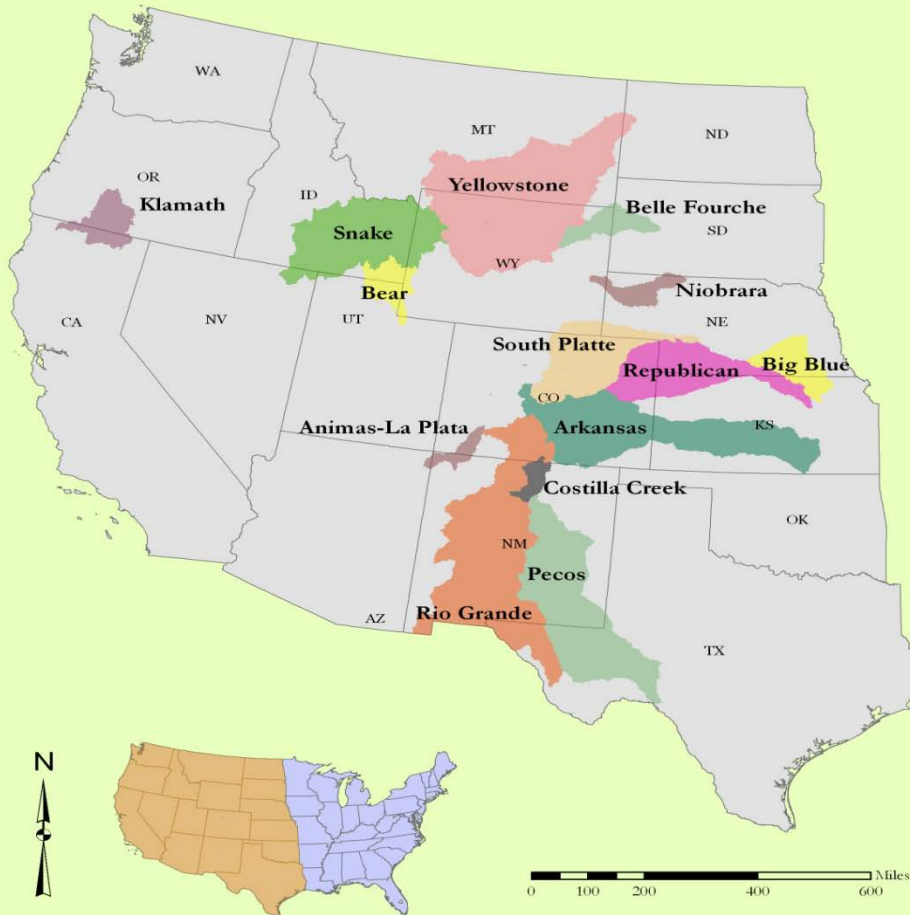 WA
MT
ND
OR
Klamath
ID
Yellowstone
Belle Fourche
SD
Snake
WY
Bear
Niobrara
CA
NV
UT
NE
South Platte
Republican
Big Blue
CO
Animas-La Plata
Arkansas
KS
Costilla Creek
OK
NM
Pecos
AZ
Rio Grande
TX
N
Miles
0 50 100 200 400 600